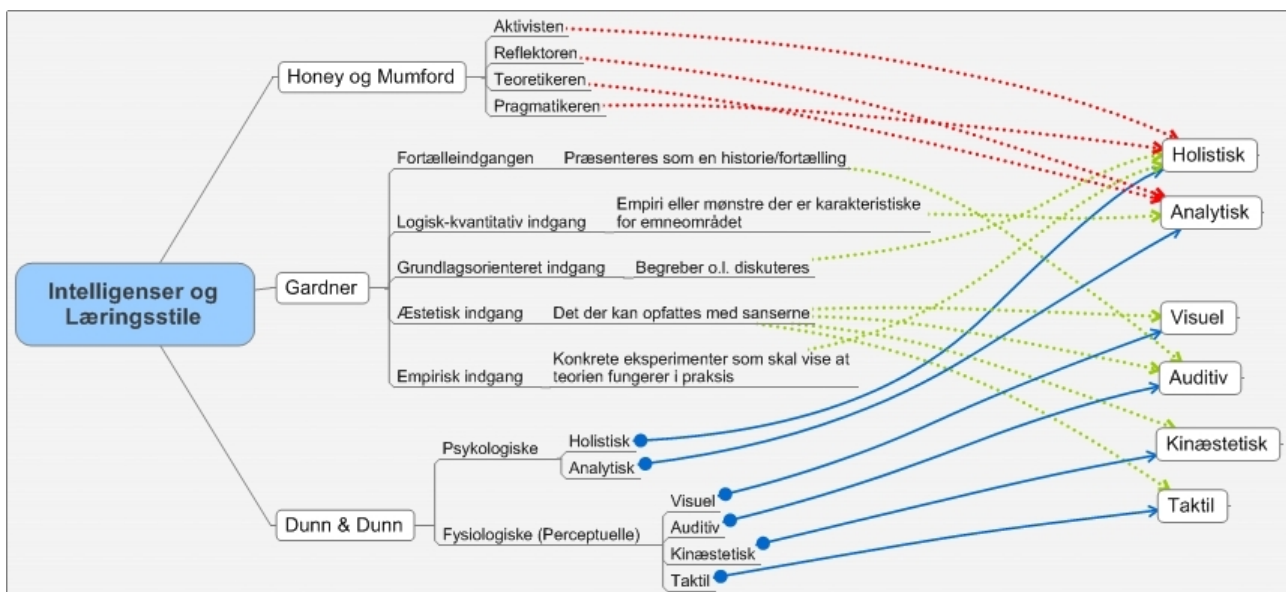 Intelligenser og
Læringsstile
Honey og Mumford
Aktivisten
Reflektoren
Teoretikeren
Pragmatikeren
Gardner
Fortælleindgangen
Præsenteres som en historie/fortælling
Logisk-kvantitativ indgang
Empiri eller mønstre der er karakteristiske
for emneområdet
Grundlagsorienteret indgang
Begreber o.l. diskuteres
Æstetisk indgang
Det der kan opfattes med sanserne
Empirisk indgang
Konkrete eksperimenter som skal vise at
teorien fungerer i praksis
Dunn & Dunn
Psykologiske
Holistisk
Analytisk
Fysiologiske (Perceptuelle)
Visuel
Auditiv
Kinæstetisk
Taktil
Holistisk
Analytisk
Visuel
Auditiv
Kinæstetisk
Taktil